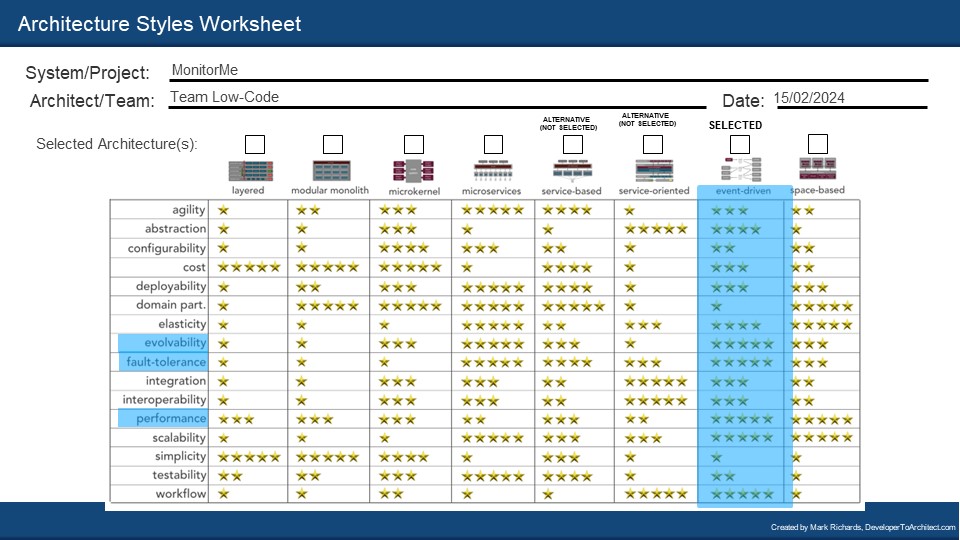 Architecture Styles Worksheet
System/Project: MonitorMe
Architect/Team: Team Low-Code Date: 15/02/2024
ALTERNATIVE (NOT SELECTED) ALTERNATIVE (NOT SELECTED) SELECTED
Selected Architecture(s):
layered modular monolith microkernel microservices service-based service-oriented event-driven space-based
agility
abstraction
configurability
cost
deployability
domain part.
elasticity
evolvability
fault-tolerance
integration
interoperability
performance
scalability
simplicity
testability
workflow
Created by Mark Richards, DeveloperToArchitect.com